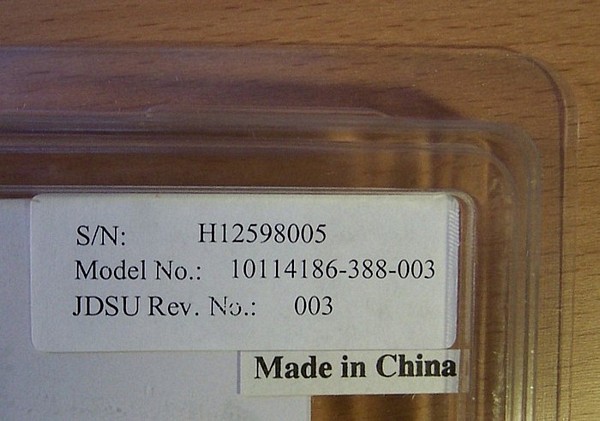 S/N: H12598005
Model No.: 10114186-388-003
JDSU Rev. No.: 003
Made in China